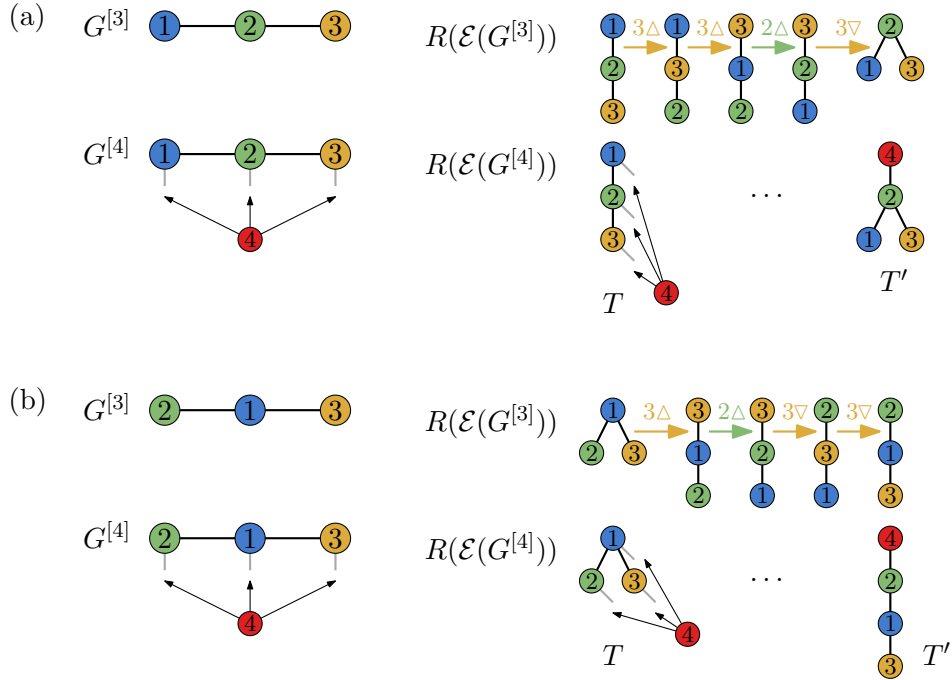 (a) G^{[3]} 1 2 3 R(ℰ(G^{[3]})) 1 3△ 1 3△ 3 2△ 3 3▽ 2
2 3 1 2 1 3
3 2 2 1
G^{[4]} 1 2 3 R(ℰ(G^{[4]})) 1 4
2 ... 2
4 3 1 3
4
T T′
(b) G^{[3]} 2 1 3 R(ℰ(G^{[3]})) 1 3△ 3 2△ 3 3▽ 2 3▽ 2
2 3 1 2 3 1
2 1 1 3
G^{[4]} 2 1 3 R(ℰ(G^{[4]})) 1 4
2 3 ... 2
4 4 1
T 3 T′